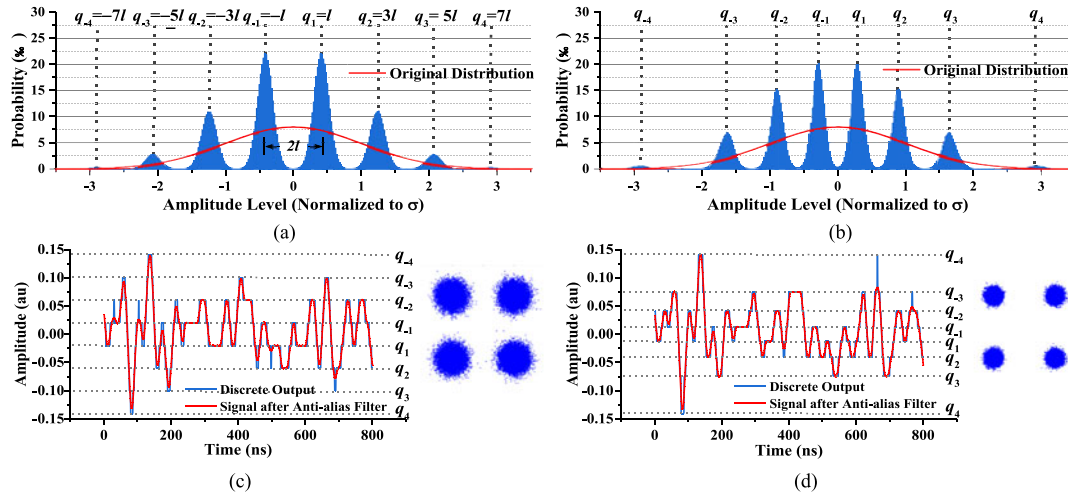 q₋₄=−7l q₋₃=−5l q₋₂=−3l q₋₁=−l q₁=l q₂=3l q₃= 5l q₄=7l
30
25
20
15
10
5
0
Probability (‰)
Original Distribution
2l
-3 -2 -1 0 1 2 3
Amplitude Level (Normalized to σ)
(a)
q₋₄ q₋₃ q₋₂ q₋₁ q₁ q₂ q₃ q₄
30
25
20
15
10
5
0
Probability (‰)
Original Distribution
-3 -2 -1 0 1 2 3
Amplitude Level (Normalized to σ)
(b)
0.15
0.10
0.05
0.00
-0.05
-0.10
-0.15
Amplitude (au)
q₋₄
q₋₃
q₋₂
q₋₁
q₁
q₂
q₃
q₄
Discrete Output
Signal after Anti-alias Filter
0 200 400 600 800
Time (ns)
(c)
0.15
0.10
0.05
0.00
-0.05
-0.10
-0.15
Amplitude (au)
q₋₄
q₋₃
q₋₂
q₋₁
q₁
q₂
q₃
q₄
Discrete Output
Signal after Anti-alias Filter
0 200 400 600 800
Time (ns)
(d)